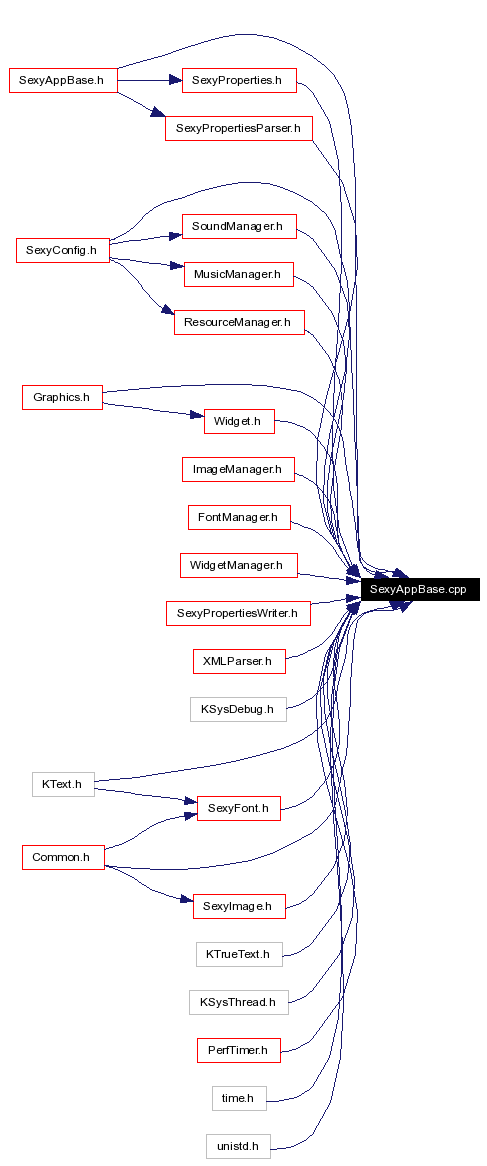 SexyAppBase.h
SexyProperties.h
SexyPropertiesParser.h
SoundManager.h
SexyConfig.h
MusicManager.h
ResourceManager.h
Graphics.h
Widget.h
ImageManager.h
FontManager.h
WidgetManager.h
SexyAppBase.cpp
SexyPropertiesWriter.h
XMLParser.h
KSysDebug.h
KText.h
SexyFont.h
Common.h
SexyImage.h
KTrueText.h
KSysThread.h
PerfTimer.h
time.h
unistd.h